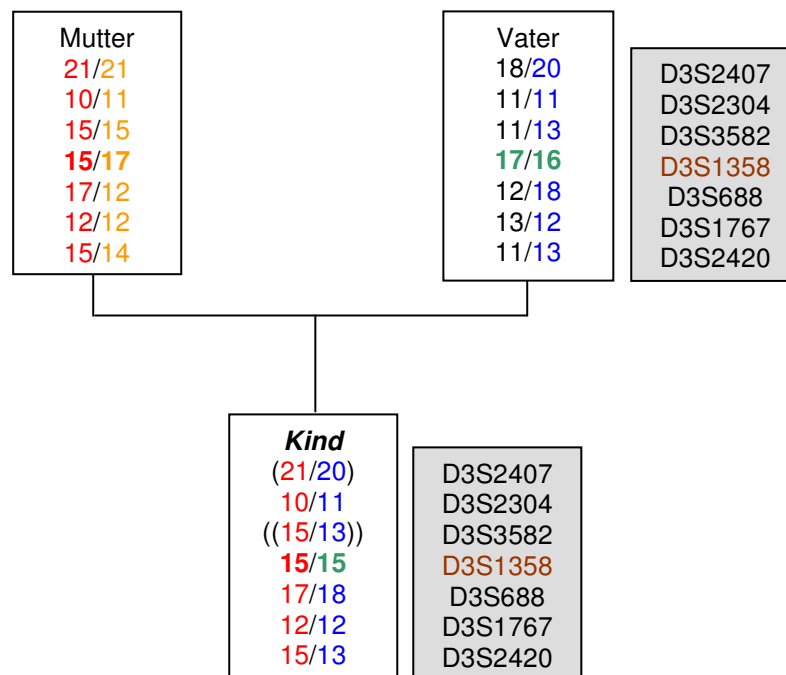 Mutter
21/21
10/11
15/15
15/17
17/12
12/12
15/14
Vater
18/20
11/11
11/13
17/16
12/18
13/12
11/13
D3S2407
D3S2304
D3S3582
D3S1358
D3S688
D3S1767
D3S2420
Kind
(21/20)
10/11
((15/13))
15/15
17/18
12/12
15/13
D3S2407
D3S2304
D3S3582
D3S1358
D3S688
D3S1767
D3S2420